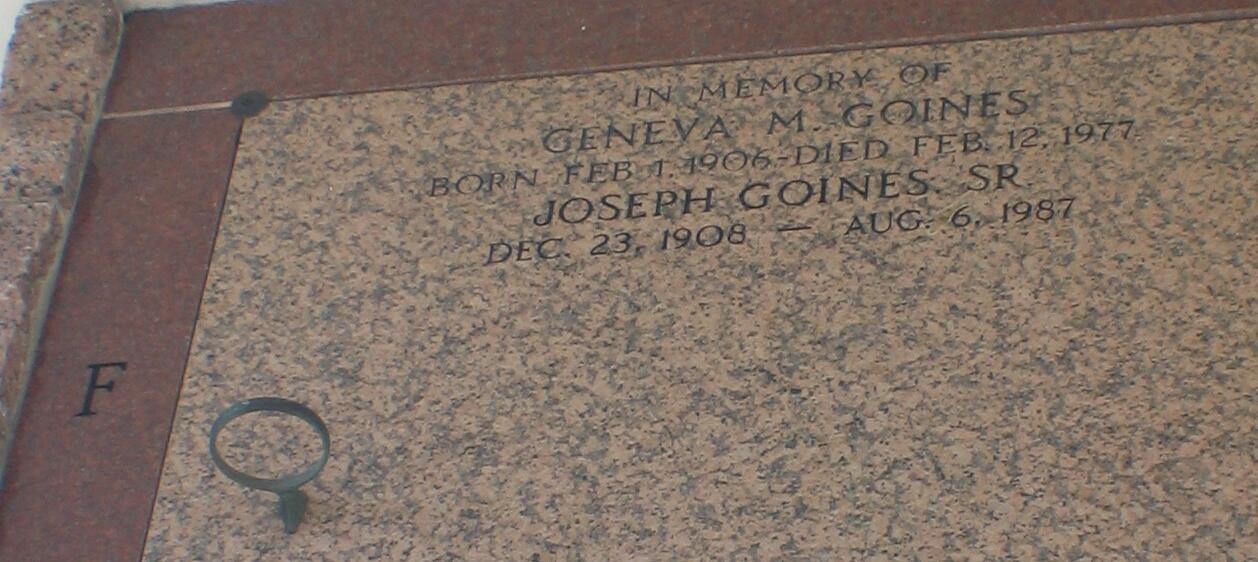 IN MEMORY OF
GENEVA M. GOINES
BORN FEB 1, 1906-DIED FEB. 12, 1977
JOSEPH GOINES SR.
DEC. 23, 1908 — AUG. 6, 1987
F